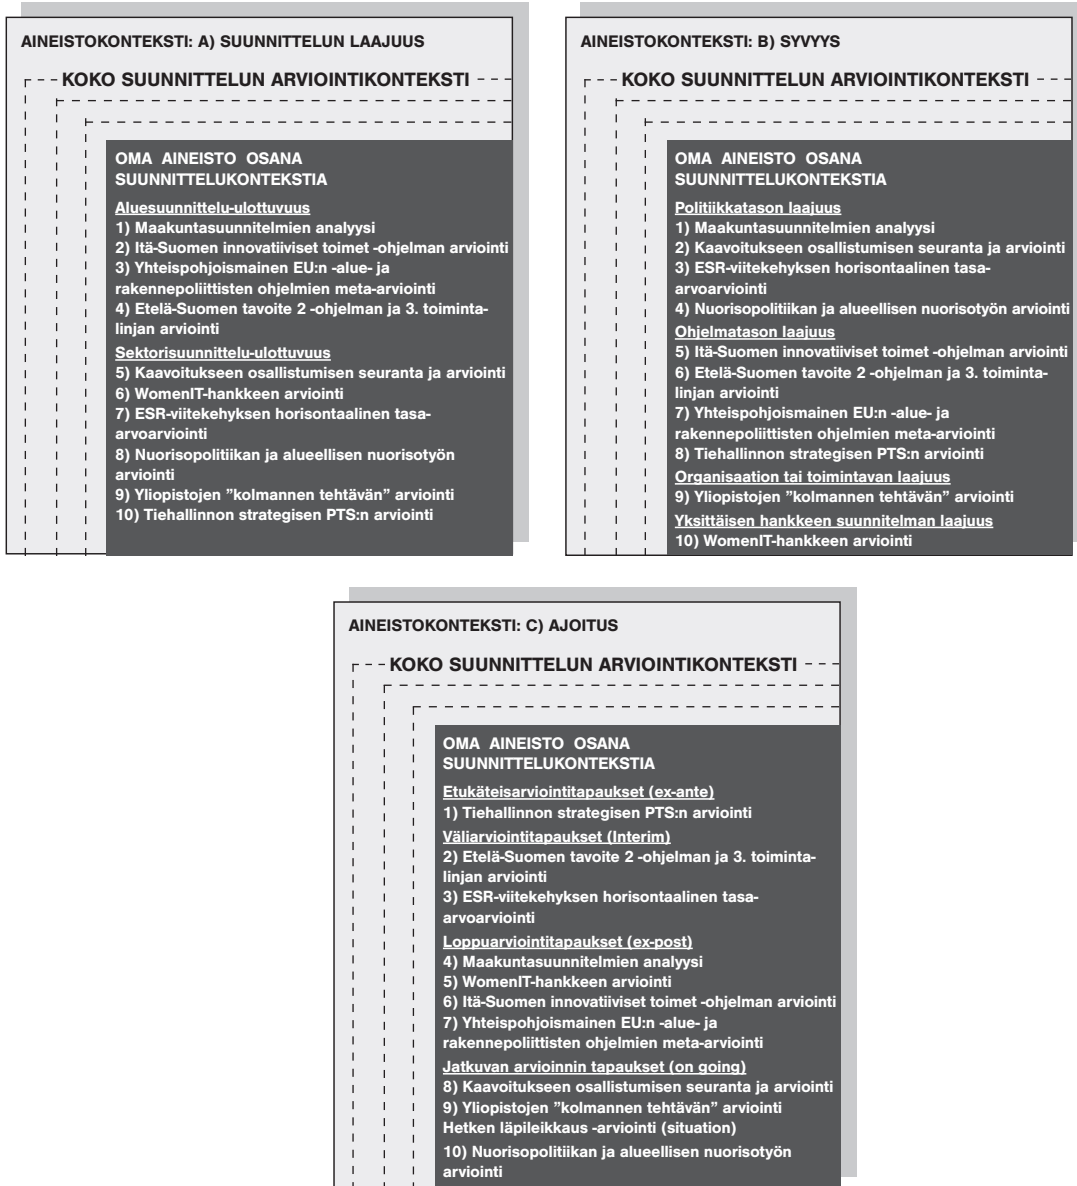 AINEISTOKONTEKSTI: A) SUUNNITTELUN LAAJUUS
KOKO SUUNNITTELUN ARVIOINTIKONTEKSTI
OMA AINEISTO OSANA
SUUNNITTELUKONTEKSTIA
Aluesuunnittelu-ulottuvuus
1) Maakuntasuunnitelmien analyysi
2) Itä-Suomen innovatiiviset toimet -ohjelman arviointi
3) Yhteispohjoismainen EU:n -alue- ja
rakennepoliittisten ohjelmien meta-arviointi
4) Etelä-Suomen tavoite 2 -ohjelman ja 3. toiminta-
linjan arviointi
Sektorisuunnittelu-ulottuvuus
5) Kaavoitukseen osallistumisen seuranta ja arviointi
6) WomenIT-hankkeen arviointi
7) ESR-viitekehyksen horisontaalinen tasa-
arvoarviointi
8) Nuorisopolitiikan ja alueellisen nuorisotyön
arviointi
9) Yliopistojen ”kolmannen tehtävän” arviointi
10) Tiehallinnon strategisen PTS:n arviointi
AINEISTOKONTEKSTI: B) SYVYYS
KOKO SUUNNITTELUN ARVIOINTIKONTEKSTI
OMA AINEISTO OSANA
SUUNNITTELUKONTEKSTIA
Politiikkatason laajuus
1) Maakuntasuunnitelmien analyysi
2) Kaavoitukseen osallistumisen seuranta ja arviointi
3) ESR-viitekehyksen horisontaalinen tasa-
arvoarviointi
4) Nuorisopolitiikan ja alueellisen nuorisotyön arviointi
Ohjelmatason laajuus
5) Itä-Suomen innovatiiviset toimet -ohjelman arviointi
6) Etelä-Suomen tavoite 2 -ohjelman ja 3. toiminta-
linjan arviointi
7) Yhteispohjoismainen EU:n -alue- ja
rakennepoliittisten ohjelmien meta-arviointi
8) Tiehallinnon strategisen PTS:n arviointi
Organisaation tai toimintavan laajuus
9) Yliopistojen ”kolmannen tehtävän” arviointi
Yksittäisen hankkeen suunnitelman laajuus
10) WomenIT-hankkeen arviointi
AINEISTOKONTEKSTI: C) AJOITUS
KOKO SUUNNITTELUN ARVIOINTIKONTEKSTI
OMA AINEISTO OSANA
SUUNNITTELUKONTEKSTIA
Etukäteisarviointitapaukset (ex-ante)
1) Tiehallinnon strategisen PTS:n arviointi
Väliarviointitapaukset (Interim)
2) Etelä-Suomen tavoite 2 -ohjelman ja 3. toiminta-
linjan arviointi
3) ESR-viitekehyksen horisontaalinen tasa-
arvoarviointi
Loppuarviointitapaukset (ex-post)
4) Maakuntasuunnitelmien analyysi
5) WomenIT-hankkeen arviointi
6) Itä-Suomen innovatiiviset toimet -ohjelman arviointi
7) Yhteispohjoismainen EU:n -alue- ja
rakennepoliittisten ohjelmien meta-arviointi
Jatkuvan arvioinnin tapaukset (on going)
8) Kaavoitukseen osallistumisen seuranta ja arviointi
9) Yliopistojen ”kolmannen tehtävän” arviointi
Hetken läpileikkaus -arviointi (situation)
10) Nuorisopolitiikan ja alueellisen nuorisotyön
arviointi